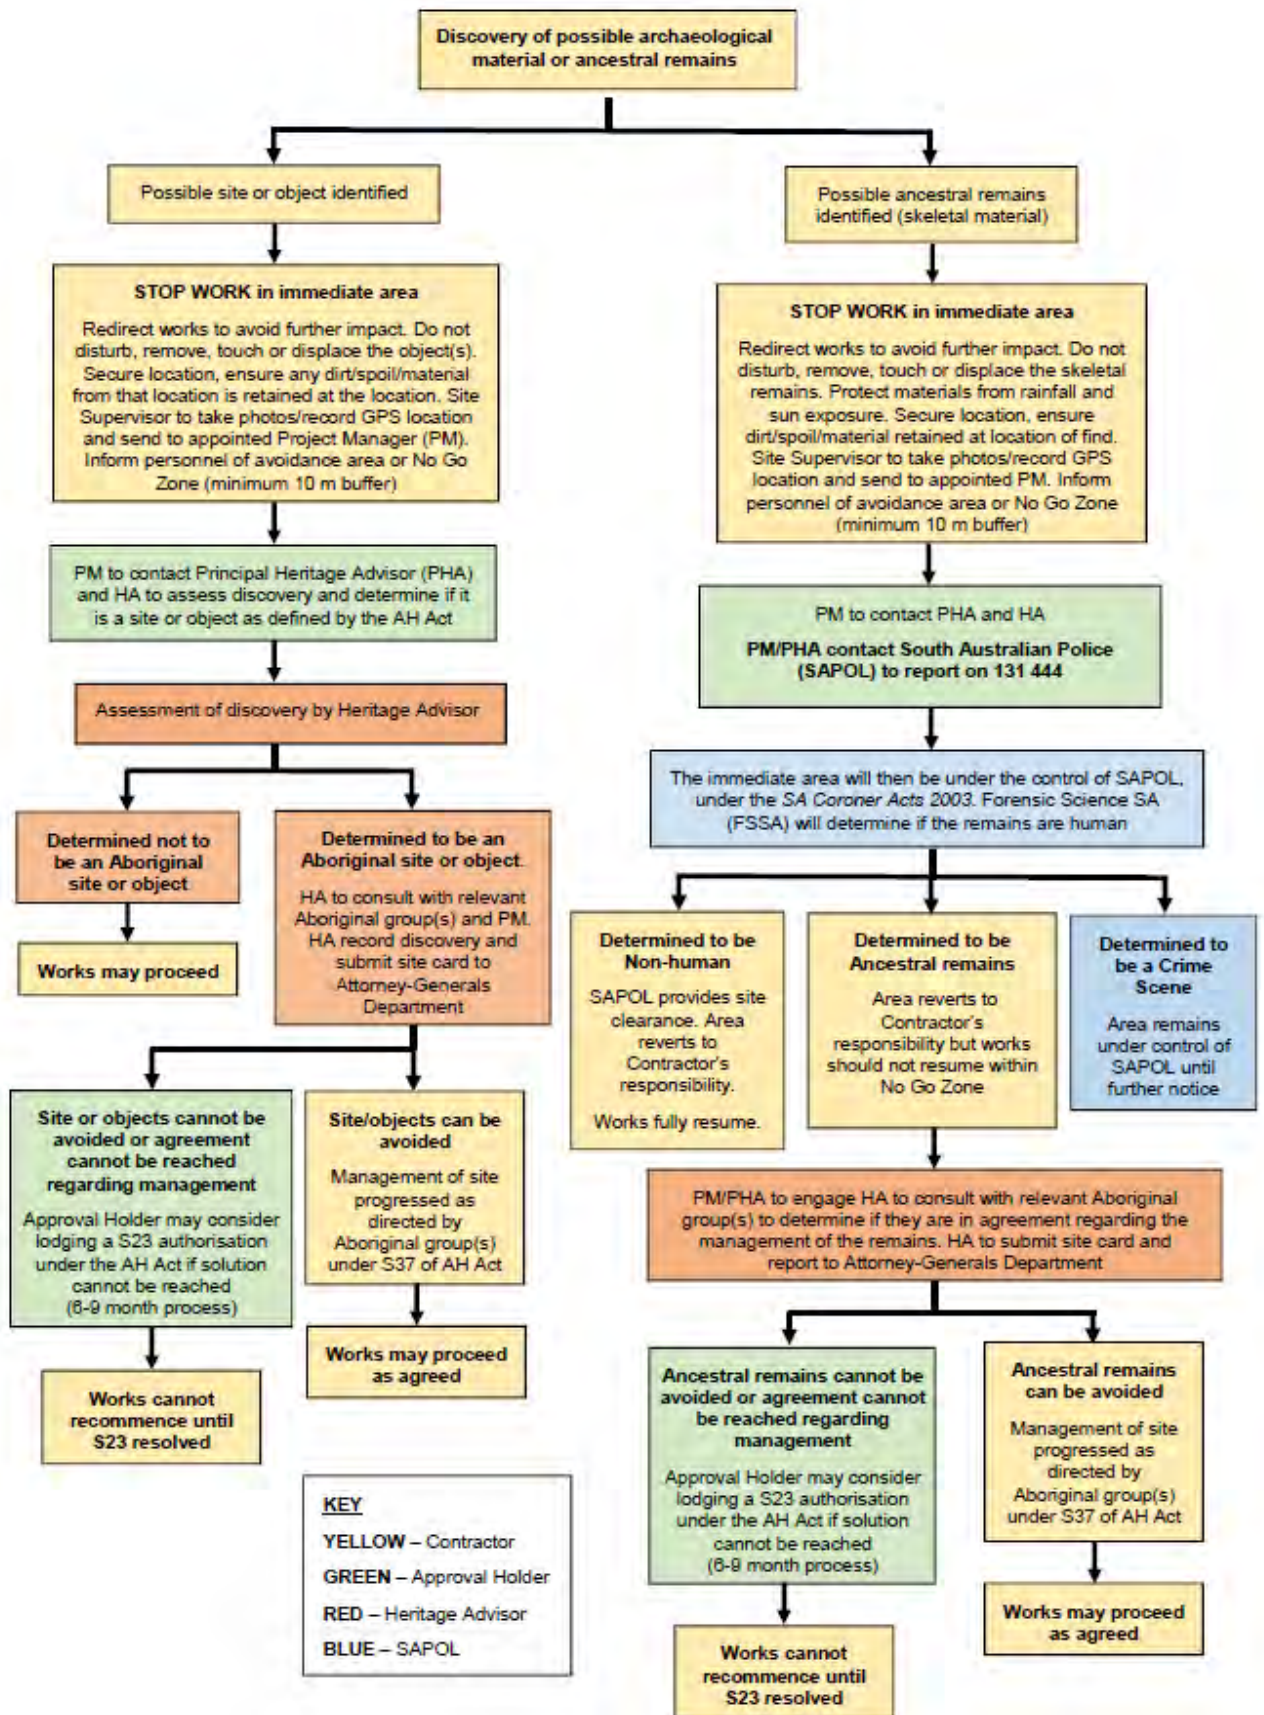 Discovery of possible archaeological
material or ancestral remains
Possible site or object identified
Possible ancestral remains
identified (skeletal material)
STOP WORK in immediate area
Redirect works to avoid further impact. Do not
disturb, remove, touch or displace the object(s).
Secure location, ensure any dirt/spoil/material
from that location is retained at the location. Site
Supervisor to take photos/record GPS location
and send to appointed Project Manager (PM).
Inform personnel of avoidance area or No Go
Zone (minimum 10 m buffer)
STOP WORK in immediate area
Redirect works to avoid further impact. Do not
disturb, remove, touch or displace the skeletal
remains. Protect materials from rainfall and
sun exposure. Secure location, ensure
dirt/spoil/material retained at location of find.
Site Supervisor to take photos/record GPS
location and send to appointed PM. Inform
personnel of avoidance area or No Go Zone
(minimum 10 m buffer)
PM to contact Principal Heritage Advisor (PHA)
and HA to assess discovery and determine if it
is a site or object as defined by the AH Act
PM to contact PHA and HA
PM/PHA contact South Australian Police
(SAPOL) to report on 131 444
Assessment of discovery by Heritage Advisor
The immediate area will then be under the control of SAPOL,
under the SA Coroner Acts 2003. Forensic Science SA
(FSSA) will determine if the remains are human
Determined not to
be an Aboriginal
site or object
Works may proceed
Determined to be an
Aboriginal site or object.
HA to consult with relevant
Aboriginal group(s) and PM.
HA record discovery and
submit site card to
Attorney-Generals
Department
Determined to be
Non-human
SAPOL provides site
clearance. Area
reverts to
Contractor's
responsibility.
Works fully resume.
Determined to be
Ancestral remains
Area reverts to
Contractor's
responsibility but works
should not resume within
No Go Zone
Determined to
be a Crime
Scene
Area remains
under control of
SAPOL until
further notice
Site or objects cannot be
avoided or agreement
cannot be reached
regarding management
Approval Holder may consider
lodging a S23 authorisation
under the AH Act if solution
cannot be reached
(6-9 month process)
Works cannot
recommence until
S23 resolved
Site/objects can be
avoided
Management of site
progressed as
directed by
Aboriginal group(s)
under S37 of AH Act
Works may proceed
as agreed
PM/PHA to engage HA to consult with relevant Aboriginal
group(s) to determine if they are in agreement regarding the
management of the remains. HA to submit site card and
report to Attorney-Generals Department
Ancestral remains cannot be
avoided or agreement cannot
be reached regarding
management
Approval Holder may consider
lodging a S23 authorisation
under the AH Act if solution
cannot be reached
(6-9 month process)
Works cannot
recommence until
S23 resolved
Ancestral remains
can be avoided
Management of site
progressed as
directed by
Aboriginal group(s)
under S37 of AH Act
Works may proceed
as agreed
KEY
YELLOW – Contractor
GREEN – Approval Holder
RED – Heritage Advisor
BLUE – SAPOL